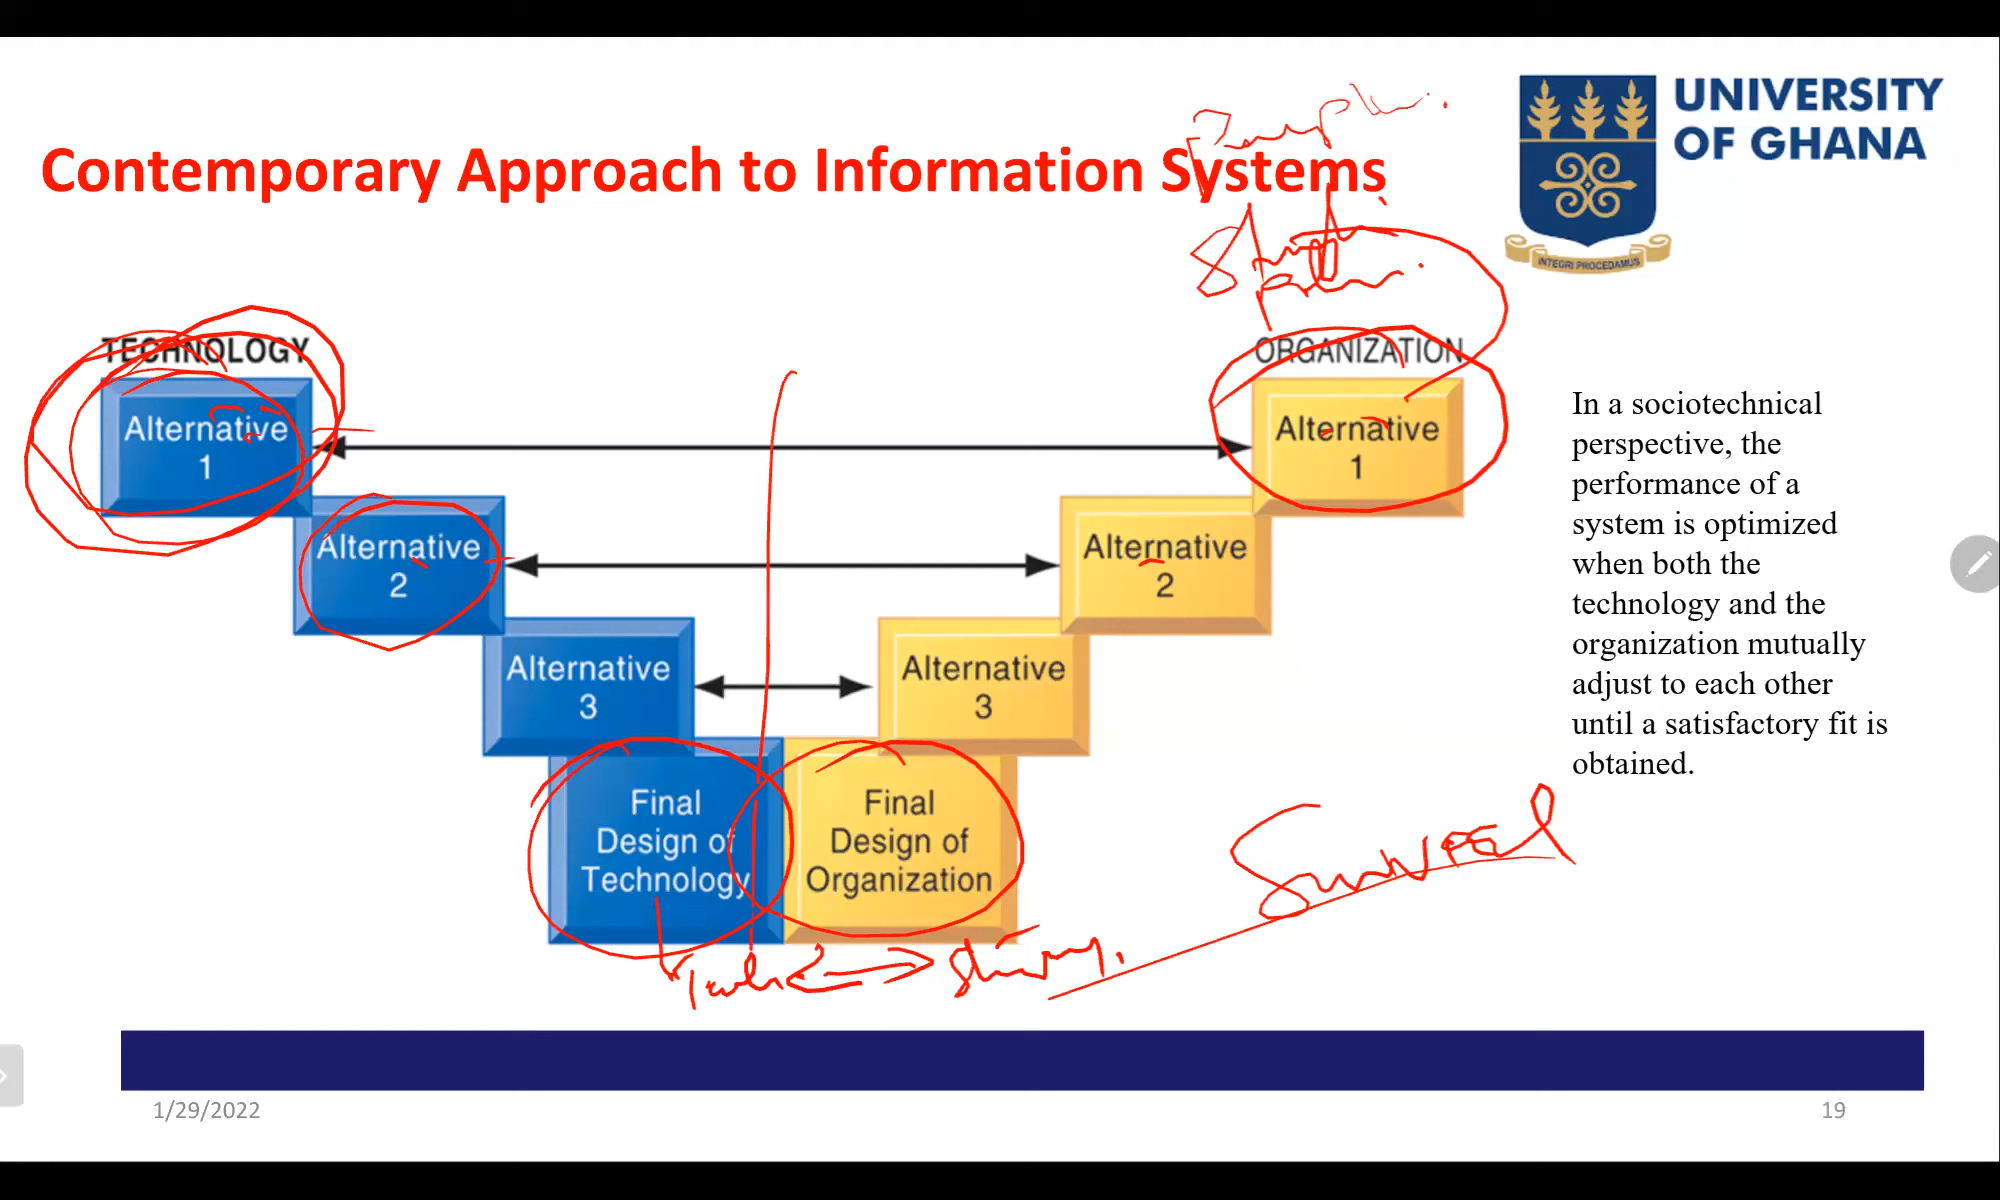 UNIVERSITY
OF GHANA
INTEGRI PROCEDAMUS
Contemporary Approach to Information Systems
TECHNOLOGY
ORGANIZATION
Alternative
1
Alternative
1
Alternative
2
Alternative
2
Alternative
3
Alternative
3
Final
Design of
Technology
Final
Design of
Organization
In a sociotechnical
perspective, the
performance of a
system is optimized
when both the
technology and the
organization mutually
adjust to each other
until a satisfactory fit is
obtained.
1/29/2022
19